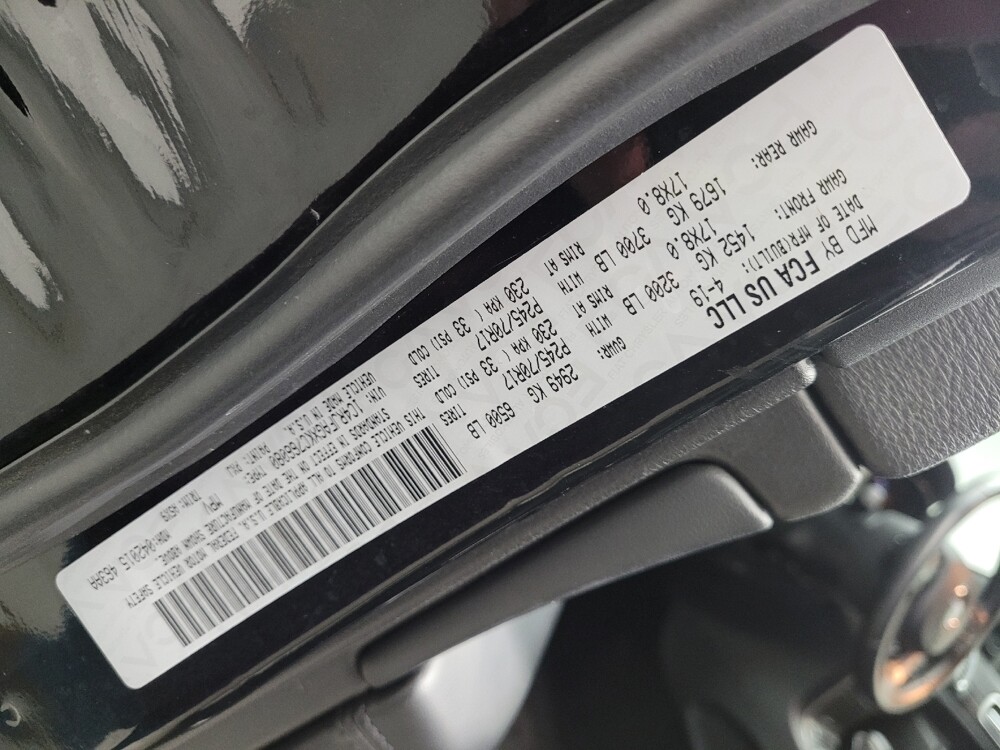 MFD BY FCA US LLC
DATE OF MFR(BUILT): 4-19 GVWR: 2949 KG 6500 LB
GAWR FRONT: 1452 KG 3200 LB WITH P245/70R17 TIRES
17X8.0 RIMS AT 230 KPA ( 33 PSI) COLD
GAWR REAR: 1679 KG 3700 LB WITH P245/70R17 TIRES
17X8.0 RIMS AT 230 KPA ( 33 PSI) COLD
THIS VEHICLE CONFORMS TO ALL APPLICABLE U.S.A. FEDERAL MOTOR VEHICLE SAFETY
STANDARDS IN EFFECT ON THE DATE OF MANUFACTURE SHOWN ABOVE.
VIN: TYPE: MPV
VEHICLE MADE IN U.S.A. PAINT: TRIM: